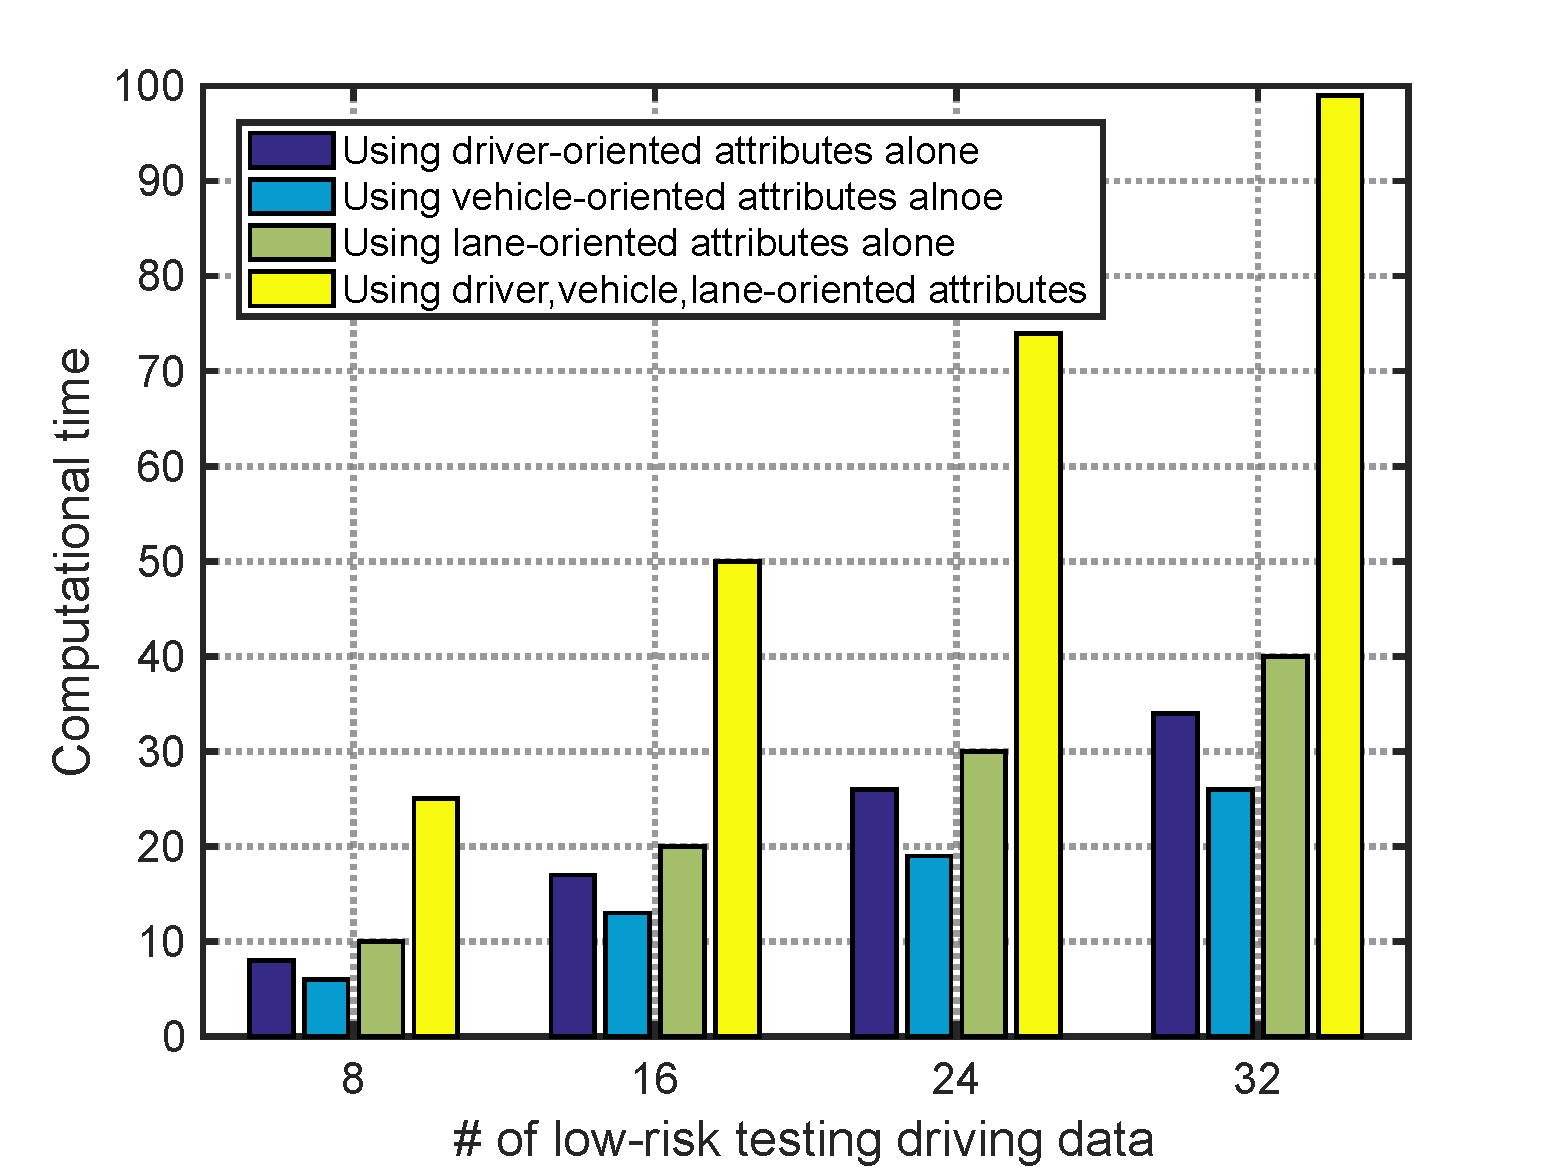 100
90
80
70
60
50
40
30
20
10
0
Computational time
Using driver-oriented attributes alone
Using vehicle-oriented attributes alnoe
Using lane-oriented attributes alone
Using driver,vehicle,lane-oriented attributes
8 16 24 32
# of low-risk testing driving data